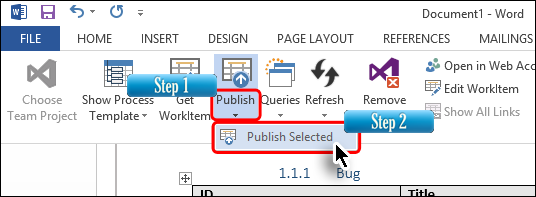 Document1 - Word
FILE HOME INSERT DESIGN PAGE LAYOUT REFERENCES MAILINGS
Step 1
Choose
Team Project
Show Process
Template
Get
WorkItem
Publish
Queries
Refresh
Remove
Open in Web Acc
Edit WorkItem
Show All Links
Step 2
Publish Selected
1.1.1 Bug
ID Title